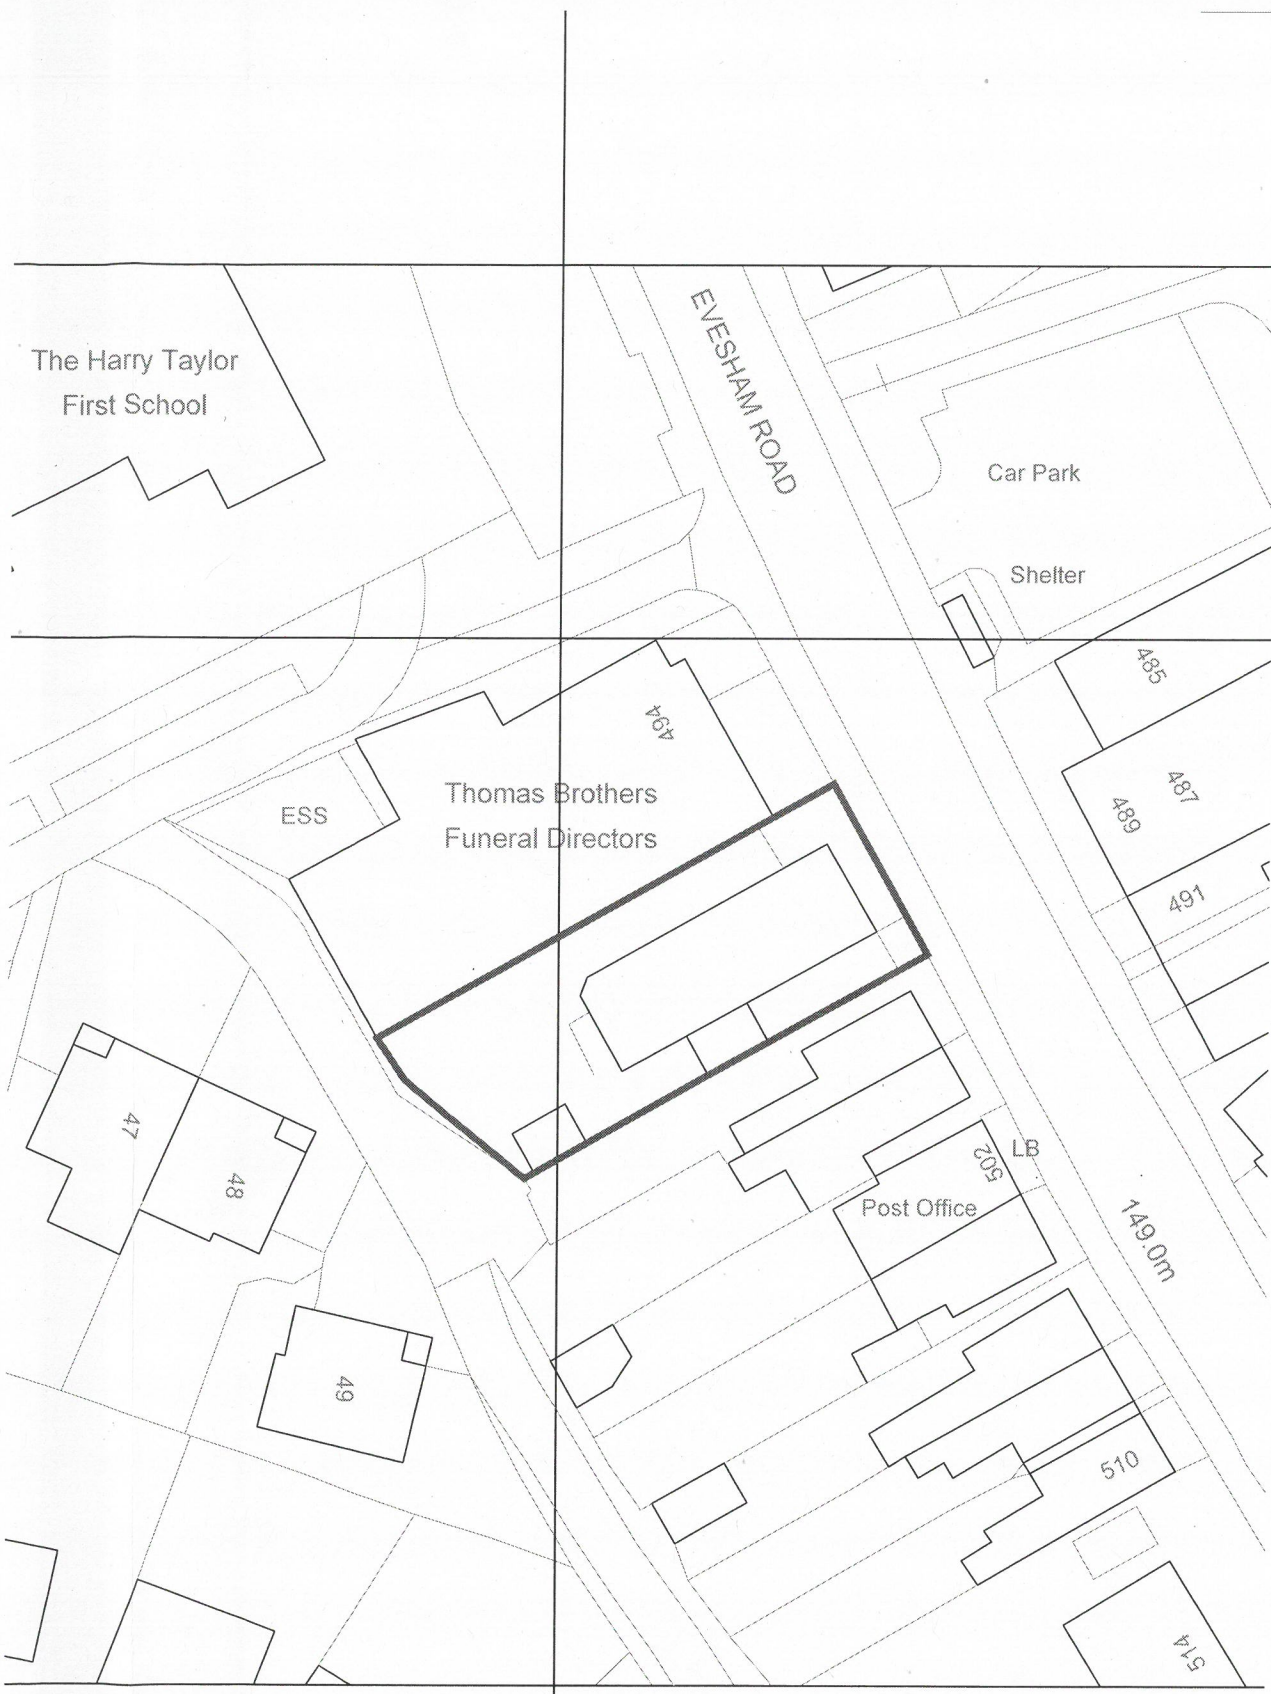 EVESHAM ROAD
The Harry Taylor
First School
Car Park
Shelter
485
494
487
489
Thomas Brothers
Funeral Directors
ESS
491
47
48
502
LB
Post Office
149.0m
49
510
514